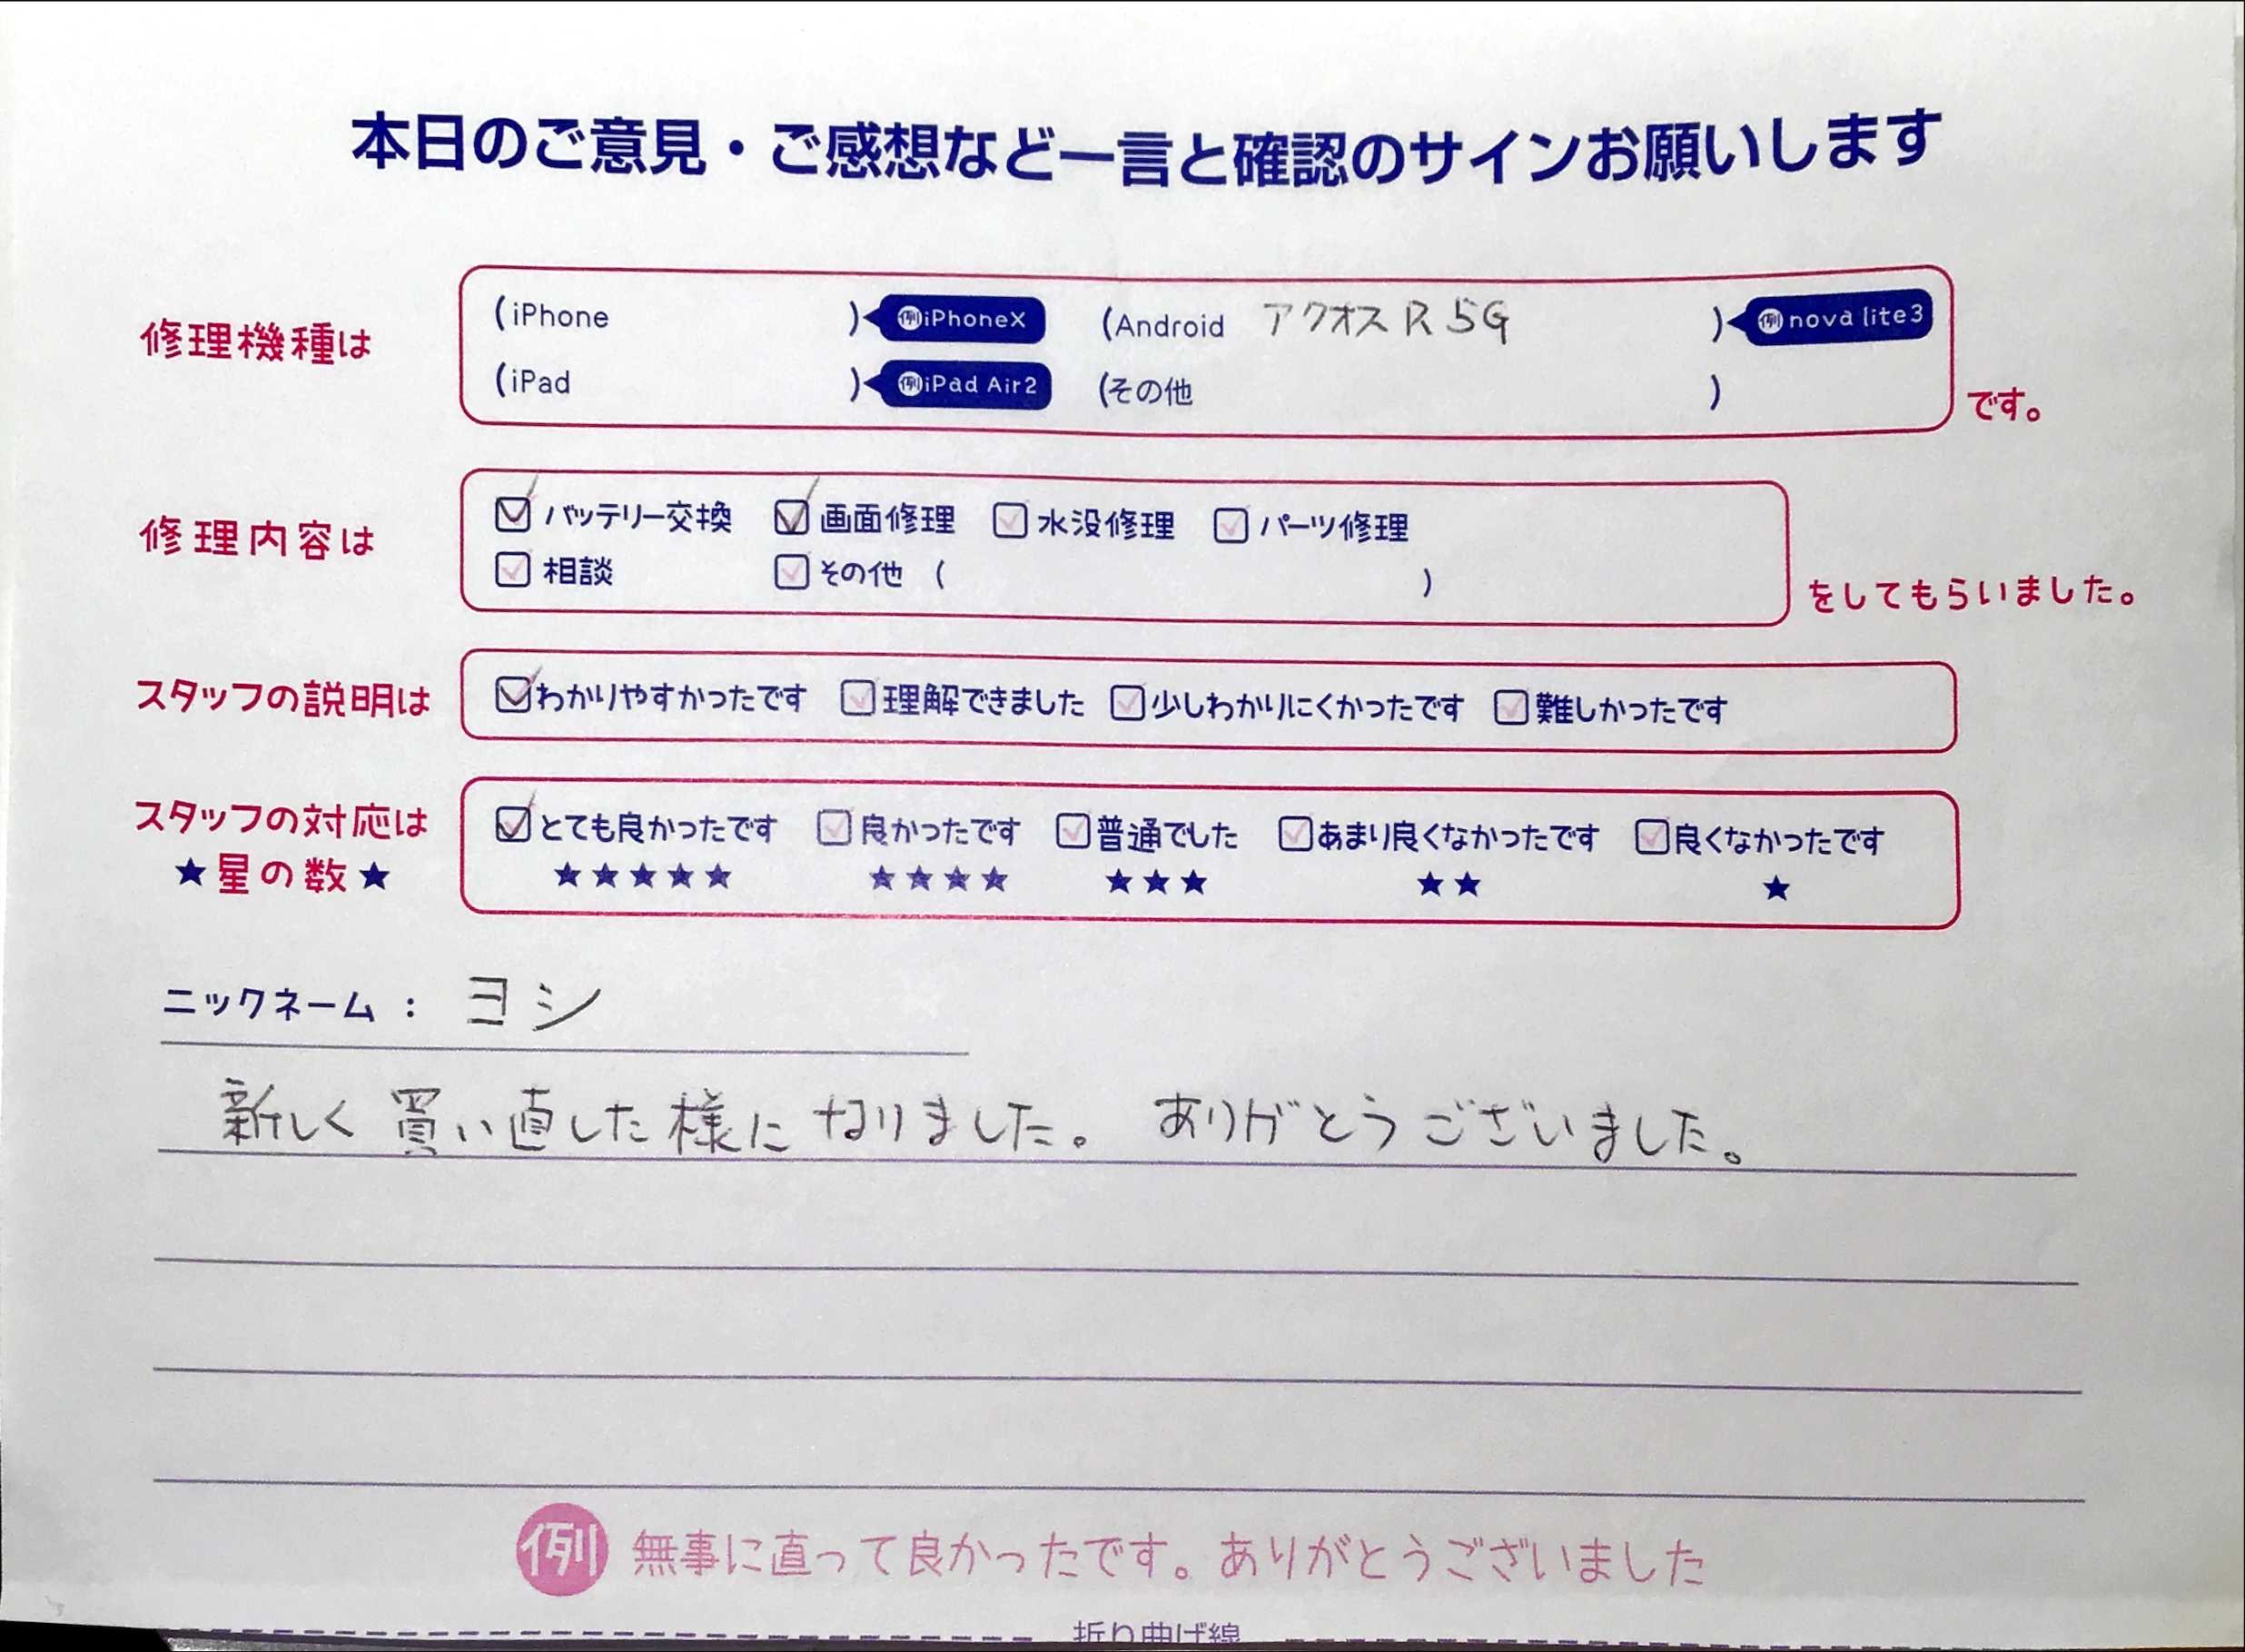 本日のご意見・ご感想など一言と確認のサインお願いします
修理機種は (iPhone ) 例iPhoneX (Android アクオス R 5G ) 例nova lite3
(iPad ) 例iPad Air2 (その他 ) です。
修理内容は ☑バッテリー交換 ☑画面修理 ☐水没修理 ☐パーツ修理
☐相談 ☐その他 ( ) をしてもらいました。
スタッフの説明は ☑わかりやすかったです ☐理解できました ☐少しわかりにくかったです ☐難しかったです
スタッフの対応は ☑とても良かったです ☐良かったです ☐普通でした ☐あまり良くなかったです ☐良くなかったです
★星の数★ ★★★★★ ★★★★ ★★★ ★★ ★
ニックネーム : ヨシ
新しく買い直した様になりました。 ありがとうございました。
例 無事に直って良かったです。ありがとうございました
折り曲げ線